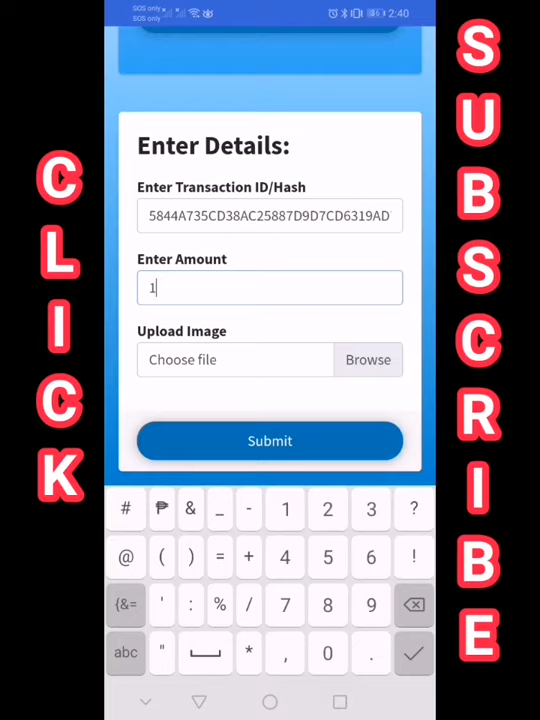 SOS only
SOS only
2:40
Enter Details:
Enter Transaction ID/Hash
5844A735CD38AC25887D9D7CD6319AD
Enter Amount
1
Upload Image
Choose file Browse
Submit
# ₱ & _ - 1 2 3 ?
@ ( ) = + 4 5 6 !
{&= ' : % / 7 8 9
abc " * , 0 .
CLICK
SUBSCRIBE